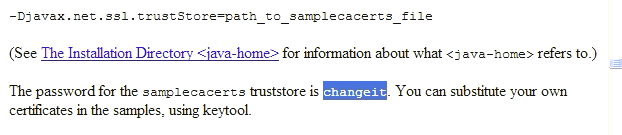 -Djavax.net.ssl.trustStore=path_to_samplecacerts_file
(See The Installation Directory <java-home> for information about what <java-home> refers to.)
The password for the samplecacerts truststore is changeit. You can substitute your own
certificates in the samples, using keytool.